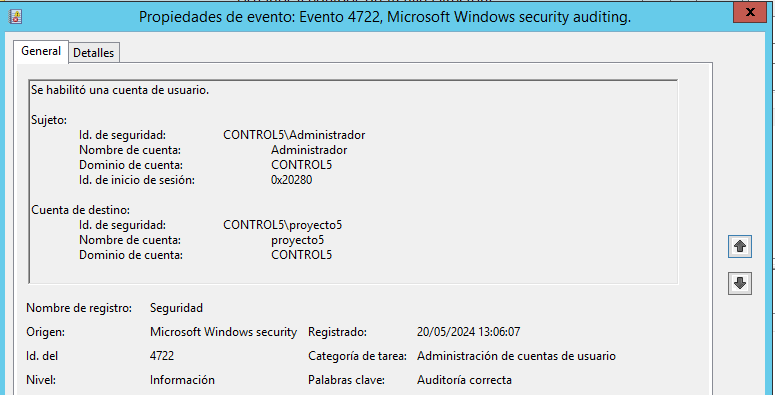 Propiedades de evento: Evento 4722, Microsoft Windows security auditing.
General Detalles
Se habilitó una cuenta de usuario.
Sujeto:
Id. de seguridad: CONTROL5\Administrador
Nombre de cuenta: Administrador
Dominio de cuenta: CONTROL5
Id. de inicio de sesión: 0x20280
Cuenta de destino:
Id. de seguridad: CONTROL5\proyecto5
Nombre de cuenta: proyecto5
Dominio de cuenta: CONTROL5
Nombre de registro: Seguridad
Origen: Microsoft Windows security Registrado: 20/05/2024 13:06:07
Id. del 4722 Categoría de tarea: Administración de cuentas de usuario
Nivel: Información Palabras clave: Auditoría correcta